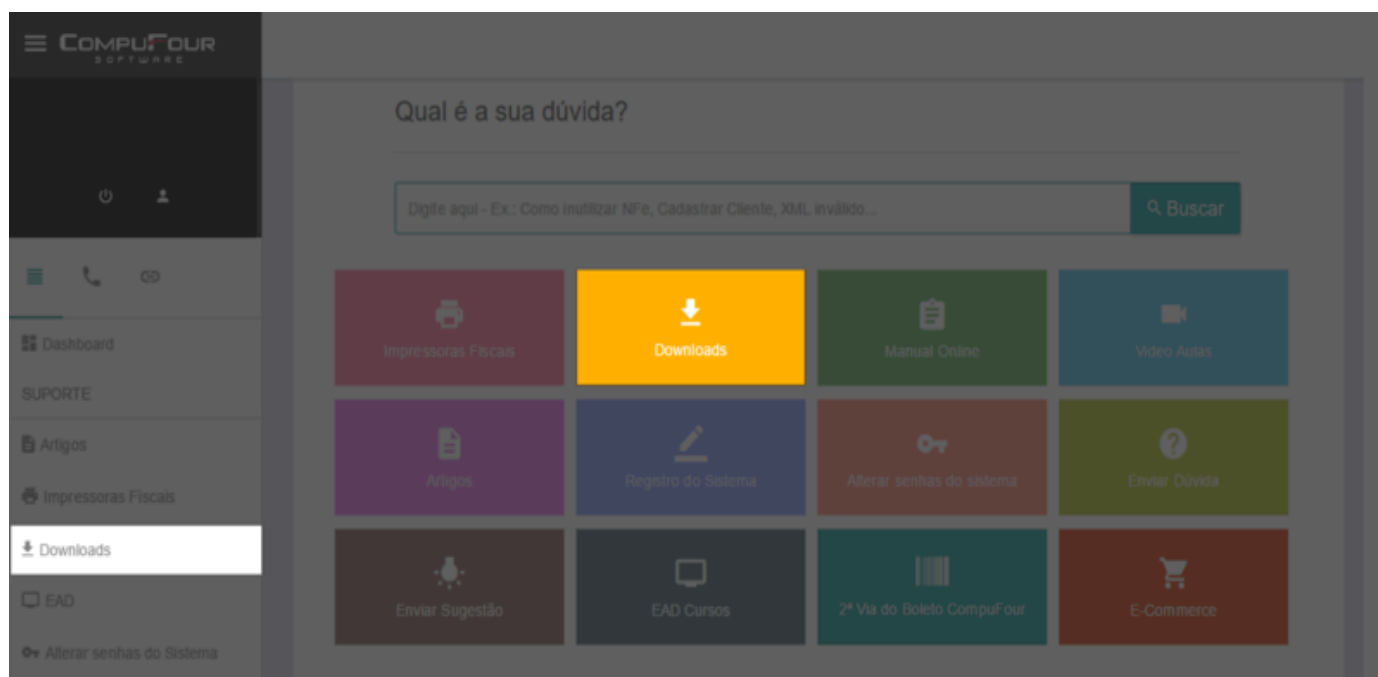 COMPUFOUR
SOFTWARE
Qual é a sua dúvida?
Digite aqui - Ex.: Como inutilizar NFe, Cadastrar Cliente, XML inválido...
Buscar
Dashboard
SUPORTE
Artigos
Impressoras Fiscais
Downloads
EAD
Alterar senhas do Sistema
Impressoras Fiscais
Downloads
Manual Online
Video Aulas
Artigos
Registro do Sistema
Alterar senhas do sistema
Enviar Dúvida
Enviar Sugestão
EAD Cursos
2ª Via do Boleto CompuFour
E-Commerce